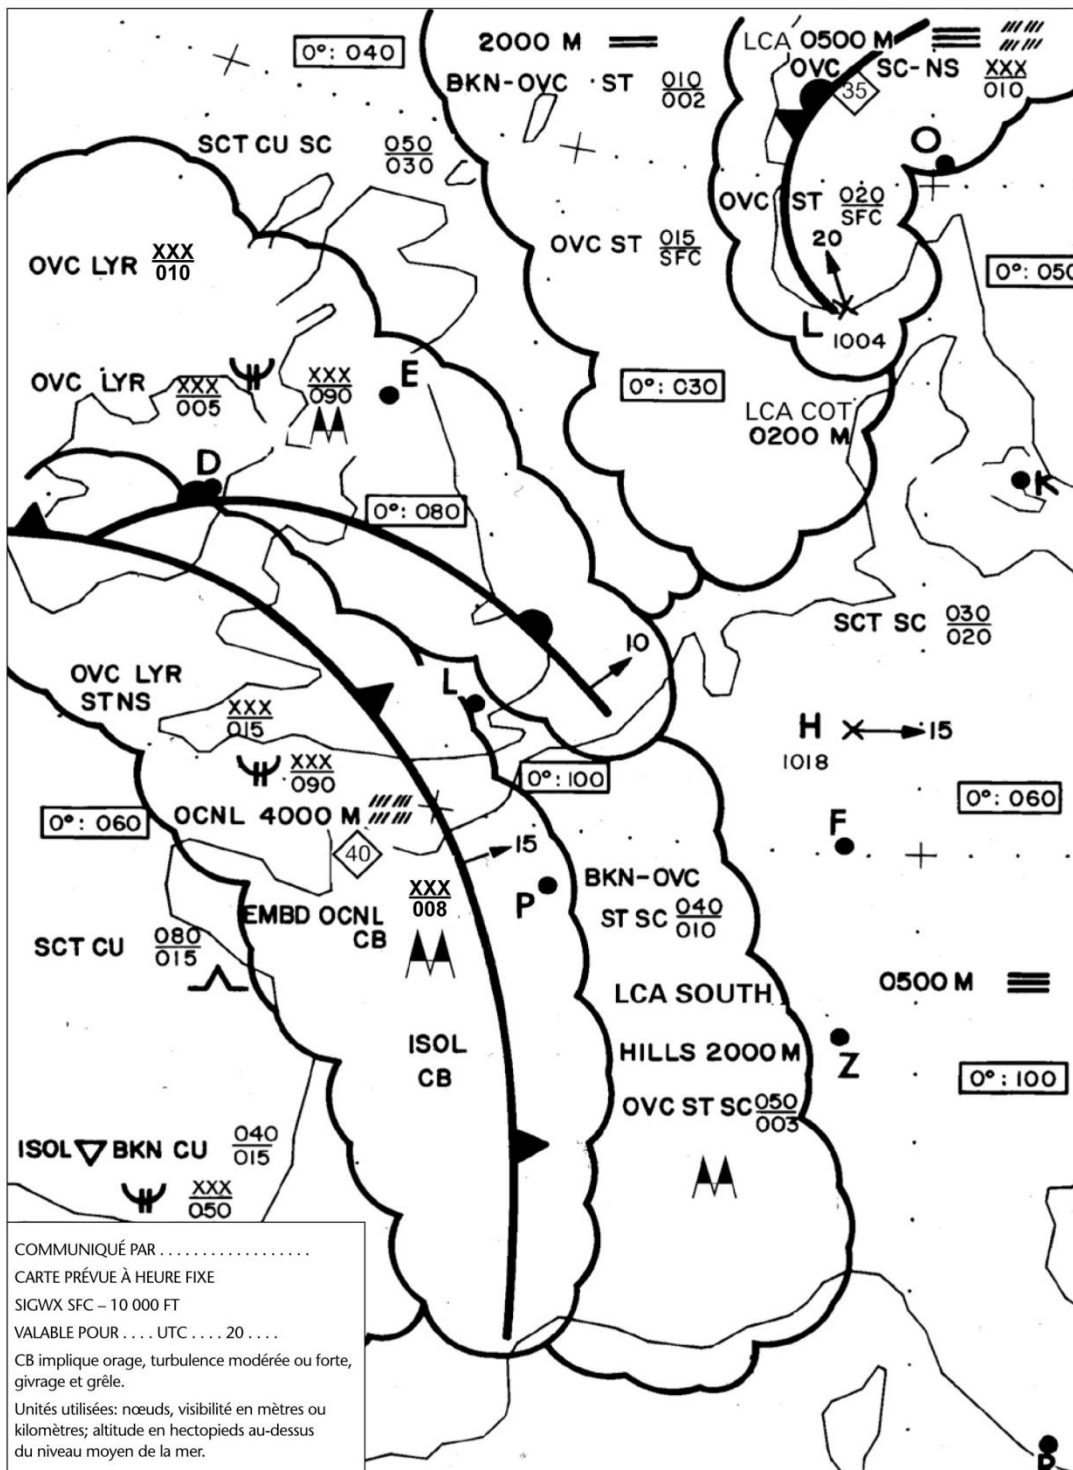 0°: 040
2000 M
LCA 0500 M
OVC SC-NS XXX
010
35
BKN-OVC ST 010
002
SCT CU SC 050
030
O
OVC ST 020
SFC
20
OVC ST 015
SFC
OVC LYR XXX
010
0°: 050
L
1004
OVC LYR XXX
005
XXX
090
E
0°: 030
LCA COT
0200 M
D
K
0°: 080
SCT SC 030
020
10
OVC LYR
ST NS
L
XXX
015
H
15
1018
XXX
090
0°: 100
0°: 060
0°: 060
OCNL 4000 M
F
40
15
XXX
008
P
BKN-OVC
ST SC 040
010
EMBD OCNL
CB
SCT CU 080
015
LCA SOUTH
0500 M
ISOL
CB
HILLS 2000 M
Z
0°: 100
OVC ST SC 050
003
ISOL BKN CU 040
015
XXX
050
COMMUNIQUÉ PAR . . . . . . . . . . . . . . . . . .
CARTE PRÉVUE À HEURE FIXE
SIGWX SFC – 10 000 FT
VALABLE POUR . . . . UTC . . . . 20 . . . .
CB implique orage, turbulence modérée ou forte,
givrage et grêle.
Unités utilisées: nœuds, visibilité en mètres ou
kilomètres; altitude en hectopieds au-dessus
du niveau moyen de la mer.